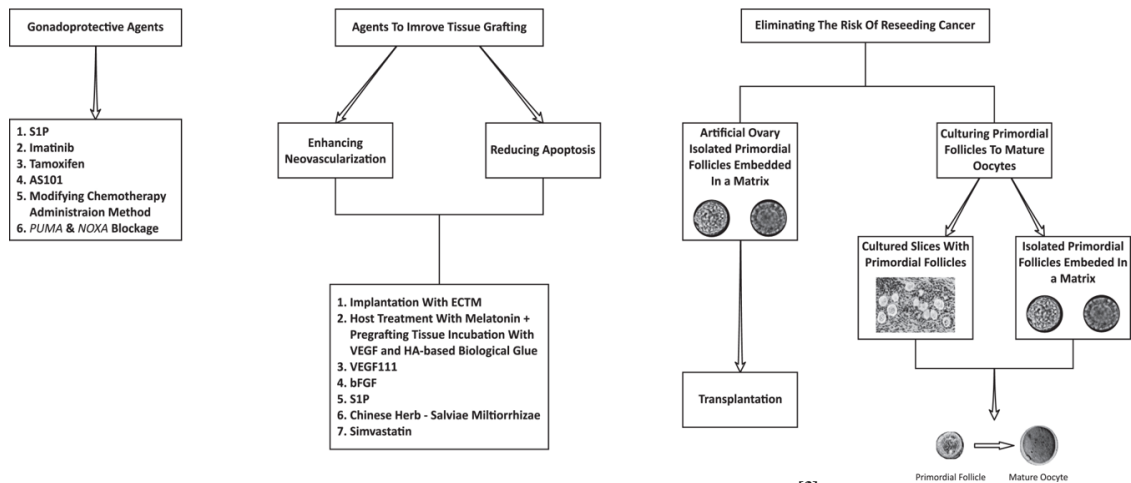 Gonadoprotective Agents
1. S1P
2. Imatinib
3. Tamoxifen
4. AS101
5. Modifying Chemotherapy
Administraion Method
6. PUMA & NOXA Blockage
Agents To Imrove Tissue Grafting
Enhancing
Neovascularization
Reducing Apoptosis
1. Implantation With ECTM
2. Host Treatment With Melatonin +
Pregrafting Tissue Incubation With
VEGF and HA-based Biological Glue
3. VEGF111
4. bFGF
5. S1P
6. Chinese Herb - Salviae Miltiorrhizae
7. Simvastatin
Eliminating The Risk Of Reseeding Cancer
Artificial Ovary
Isolated Primordial
Follicles Embedded
In a Matrix
Transplantation
Culturing Primordial
Follicles To Mature
Oocytes
Cultured Slices With
Primordial Follicles
Isolated Primordial
Follicles Embeded In
a Matrix
Primordial Follicle
Mature Oocyte